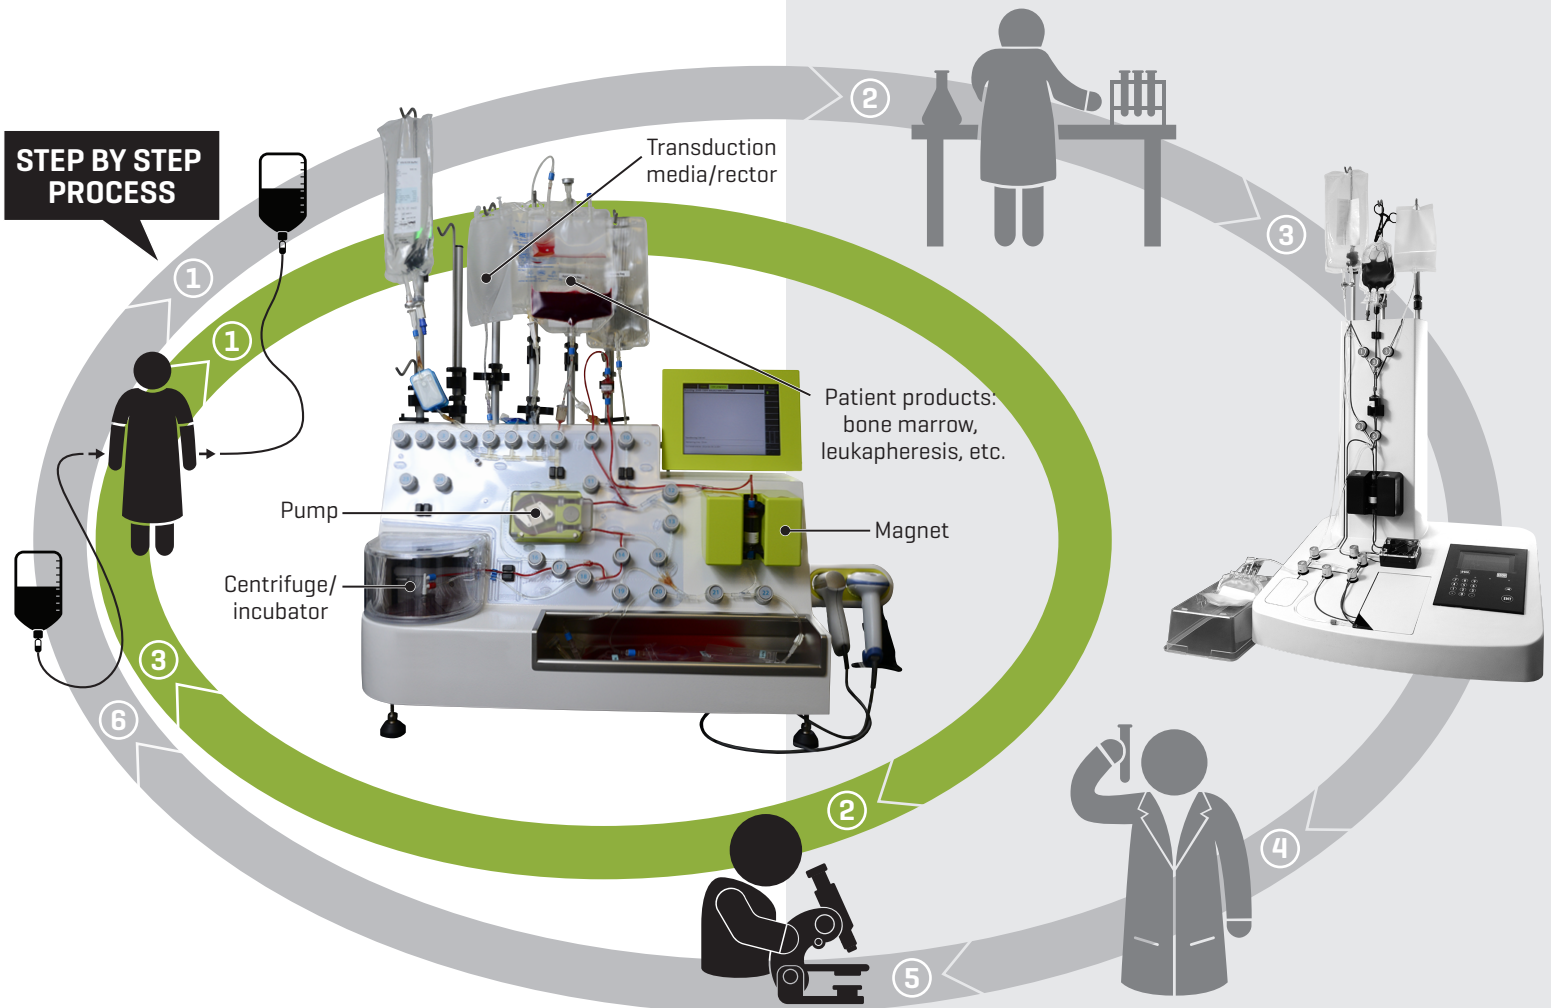 STEP BY STEP
PROCESS
1
2
3
Transduction
media/rector
1
Patient products:
bone marrow,
leukapheresis, etc.
Pump
Magnet
Centrifuge/
incubator
3
6
2
4
5